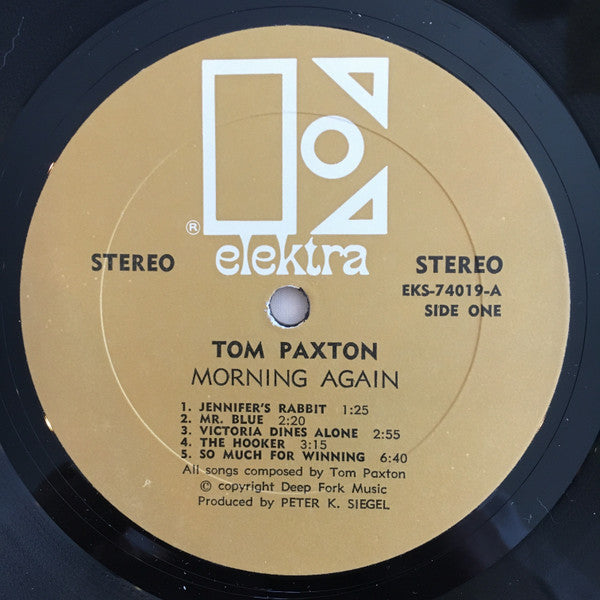 ® elektra
STEREO
STEREO
EKS-74019-A
SIDE ONE
TOM PAXTON
MORNING AGAIN
1. JENNIFER'S RABBIT 1:25
2. MR. BLUE 2:20
3. VICTORIA DINES ALONE 2:55
4. THE HOOKER 3:15
5. SO MUCH FOR WINNING 6:40
All songs composed by Tom Paxton
© copyright Deep Fork Music
Produced by PETER K. SIEGEL